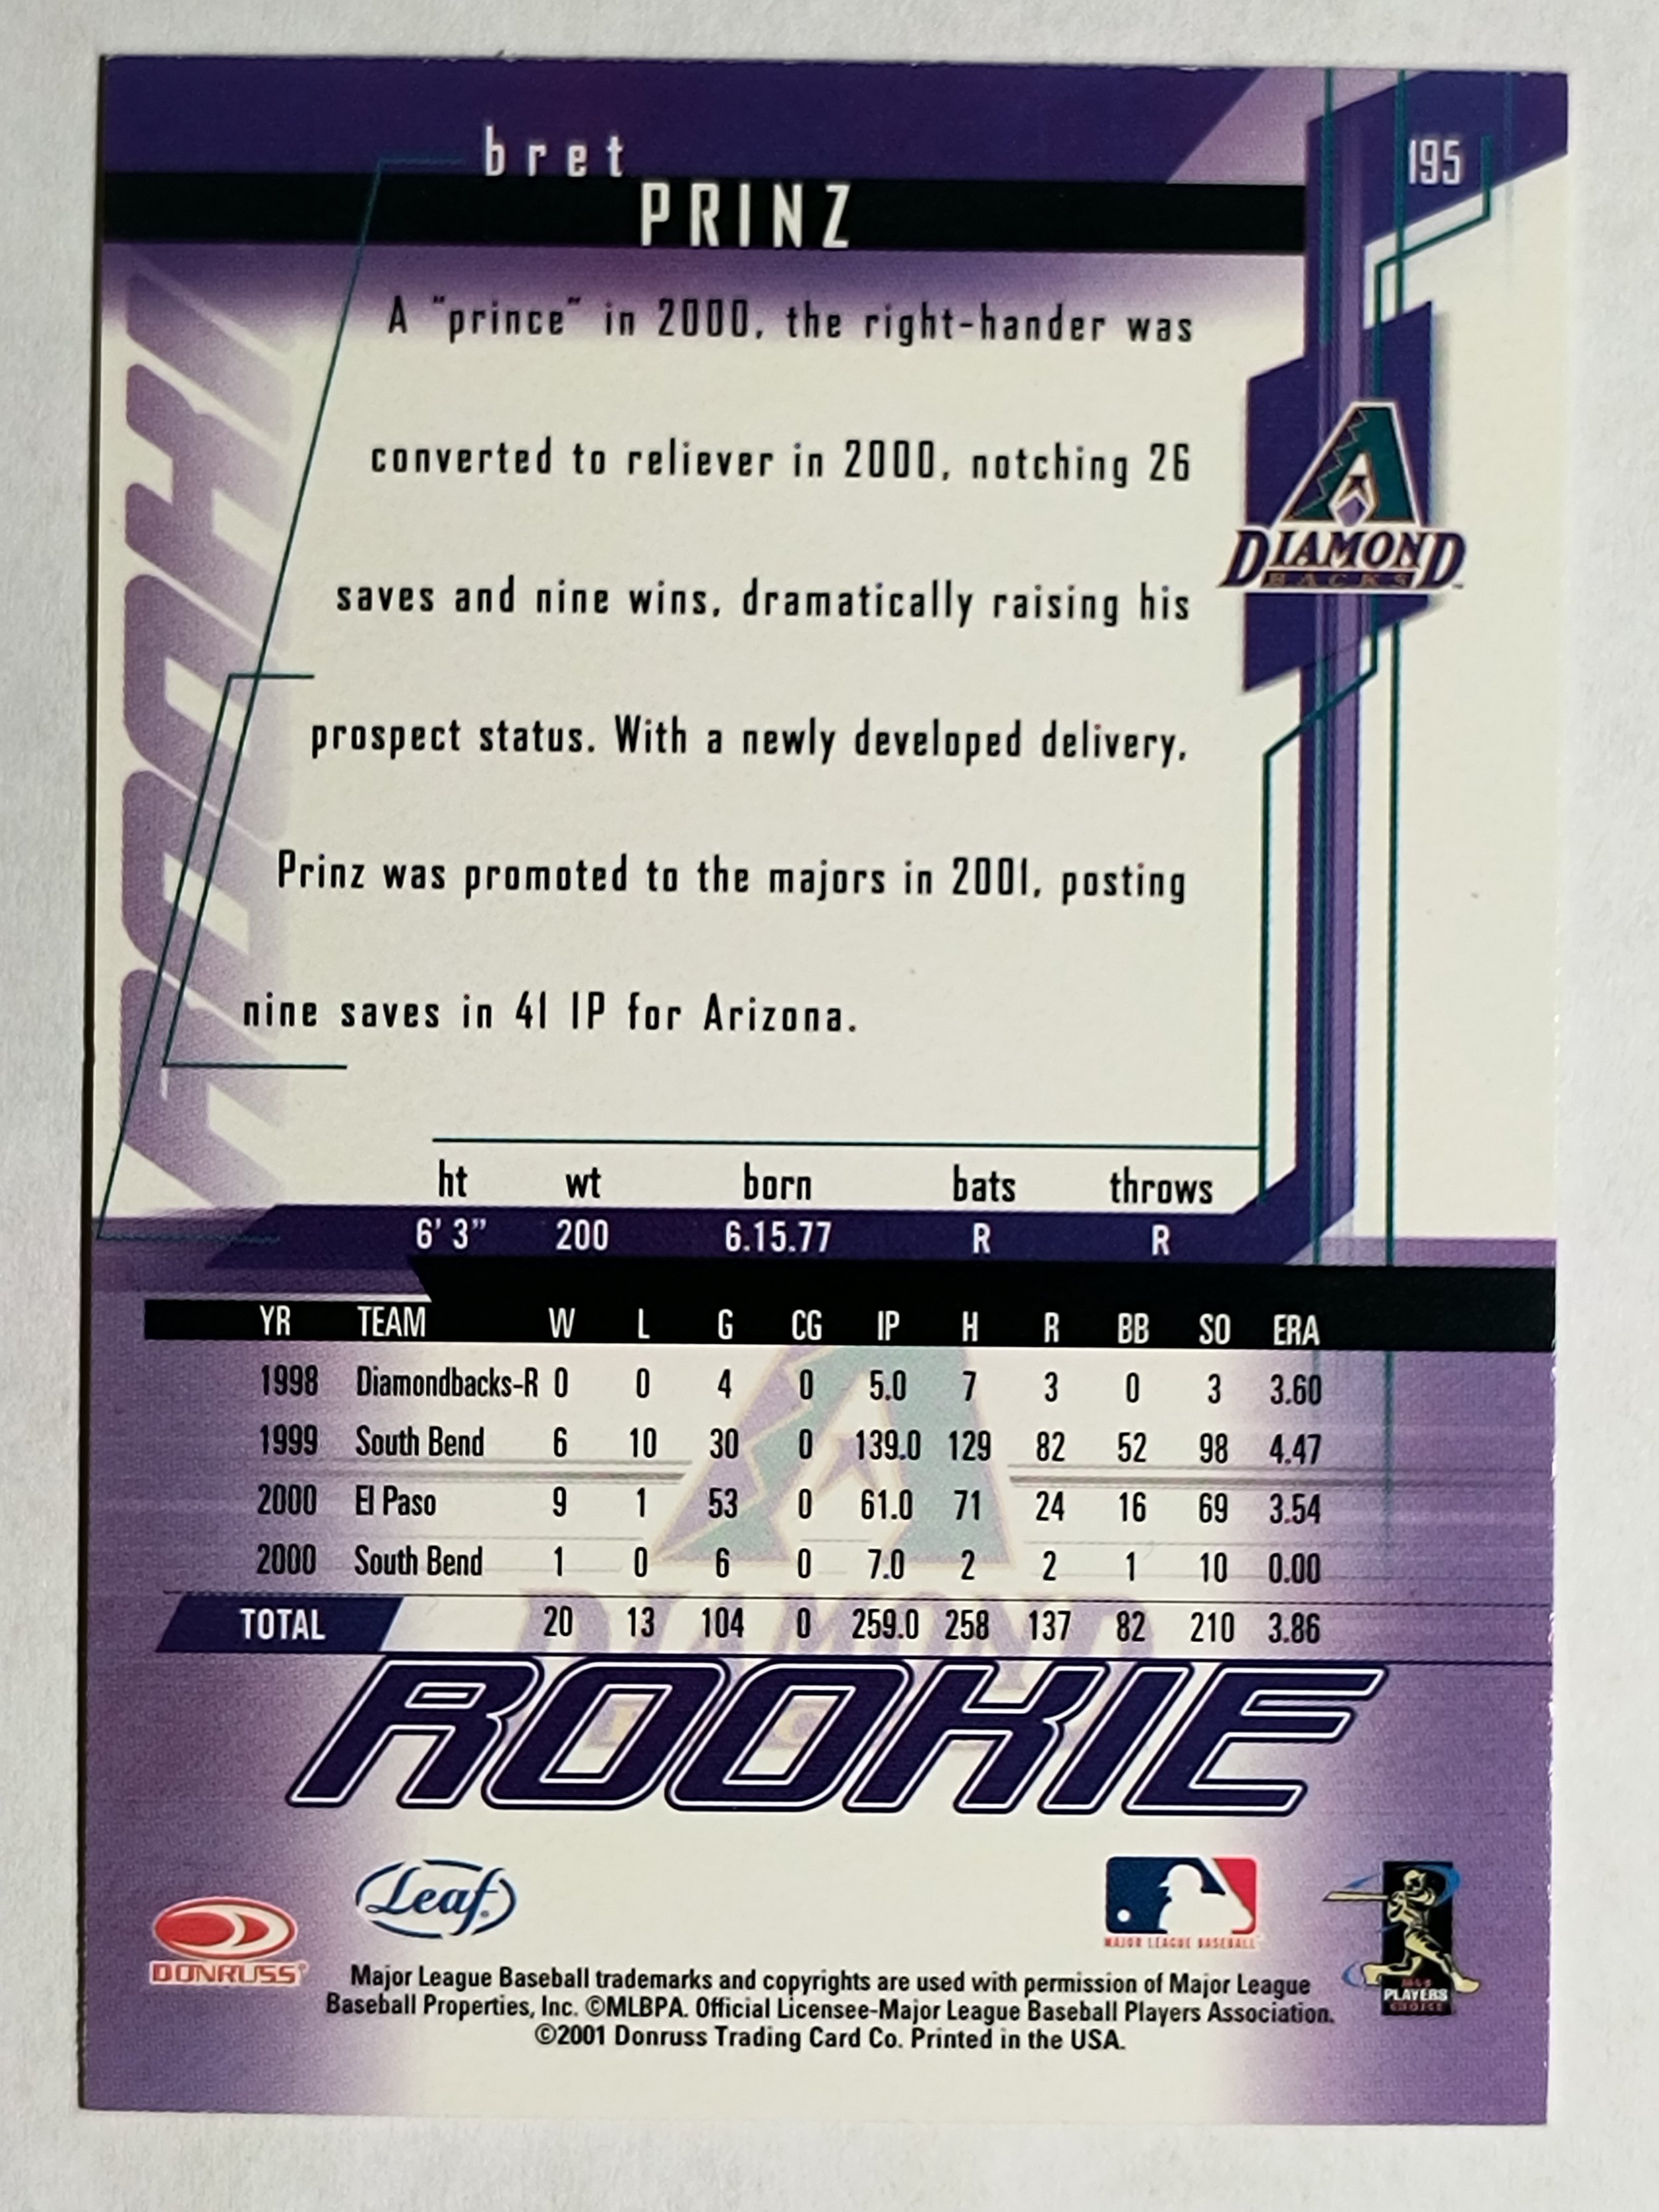 bret
PRINZ
195
A "prince" in 2000, the right-hander was
converted to reliever in 2000, notching 26
saves and nine wins, dramatically raising his
prospect status. With a newly developed delivery,
Prinz was promoted to the majors in 2001, posting
nine saves in 41 IP for Arizona.
DIAMOND
BACKS
ROOKI
ht wt born bats throws
6' 3" 200 6.15.77 R R
YR TEAM W L G CG IP H R BB SO ERA
1998 Diamondbacks-R 0 0 4 0 5.0 7 3 0 3 3.60
1999 South Bend 6 10 30 0 139.0 129 82 52 98 4.47
2000 El Paso 9 1 53 0 61.0 71 24 16 69 3.54
2000 South Bend 1 0 6 0 7.0 2 2 1 10 0.00
TOTAL 20 13 104 0 259.0 258 137 82 210 3.86
DIAMOND
ROOKIE
Leaf
DONRUSS®
MAJOR LEAGUE BASEBALL
PLAYERS
CHOICE
Major League Baseball trademarks and copyrights are used with permission of Major League
Baseball Properties, Inc. ©MLBPA. Official Licensee-Major League Baseball Players Association.
©2001 Donruss Trading Card Co. Printed in the USA.